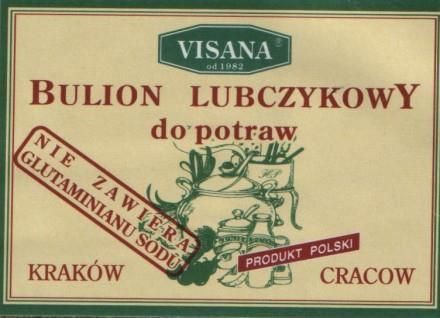 VISANA®
od 1982
BULION LUBCZYKOWY
do potraw
NIE ZAWIERA
GLUTAMINIANU SODU
PRODUKT POLSKI
KRAKÓW
CRACOW